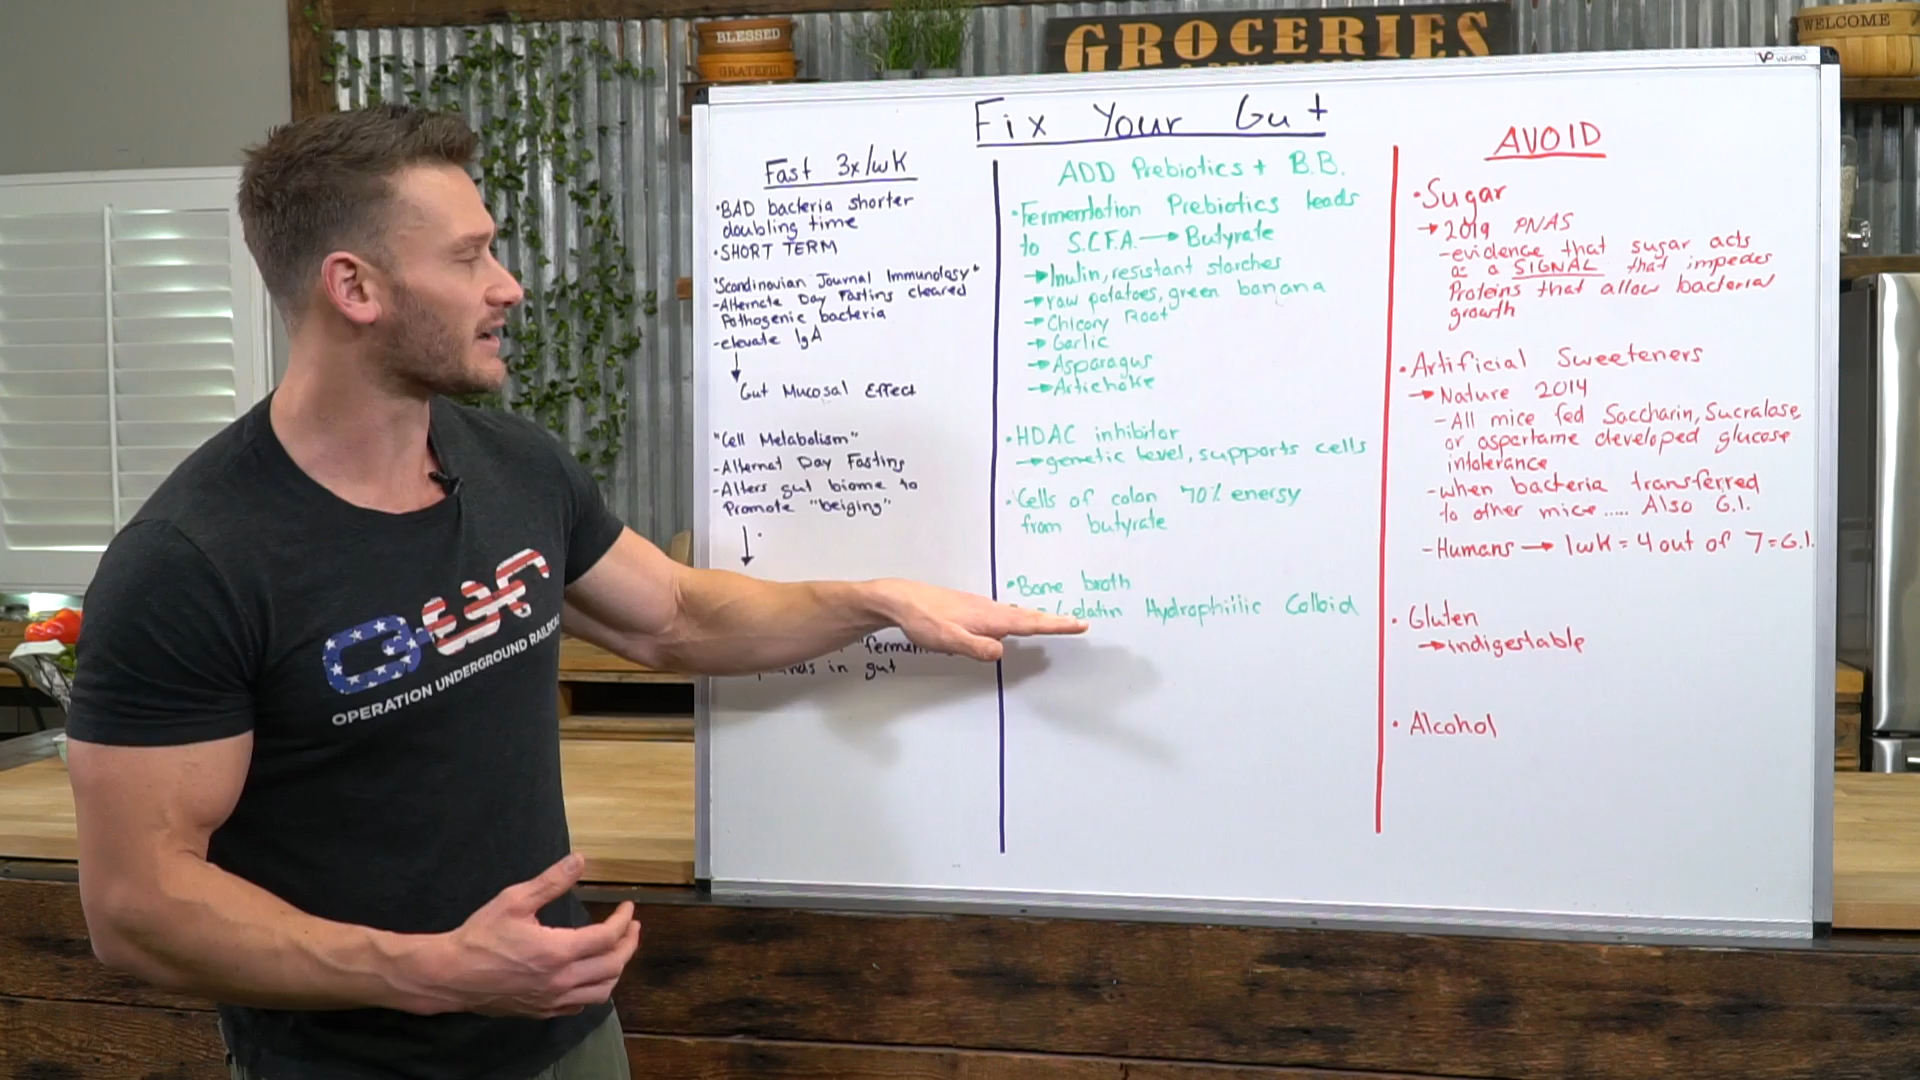 BLESSED
GRATEFUL
GROCERIES
WELCOME
VIZ-PRO
Fix Your Gut
Fast 3x/wk
•BAD bacteria shorter
doubling time
•SHORT TERM
"Scandinavian Journal Immunology"
-Alternate Day Fasting cleared
Pathogenic bacteria
-elevate IgA
Gut Mucosal Effect
"Cell Metabolism"
-Alternat Day Fasting
-Alters gut biome to
Promote "beiging"
in gut
ADD Prebiotics + B.B.
•Fermentation Prebiotics leads
to S.C.F.A. → Butyrate
→Inulin, resistant starches
→raw potatoes, green banana
→Chicory Root
→Garlic
→Asparagus
→Artichoke
•HDAC inhibitor
→genetic level, supports cells
•Cells of colon 70% energy
from butyrate
•Bone broth
Gelatin Hydrophillic Colloid
AVOID
•Sugar
→2019 PNAS
-evidence that sugar acts
as a SIGNAL that impedes
Proteins that allow bacterial
growth
•Artificial Sweeteners
→Nature 2014
-All mice fed Saccharin, Sucralose,
or aspartame developed glucose
intolerance
-when bacteria transferred
to other mice..... Also G.I.
-Humans → 1wk = 4 out of 7 = G.I.
•Gluten
→indigestable
•Alcohol
OUR
OPERATION UNDERGROUND RAILROAD